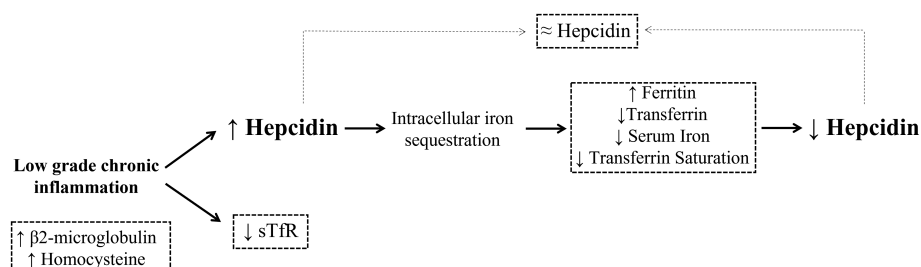 ≈ Hepcidin
↑ Hepcidin
Intracellular iron
sequestration
↑ Ferritin
↓Transferrin
↓ Serum Iron
↓ Transferrin Saturation
↓ Hepcidin
Low grade chronic
inflammation
↓ sTfR
↑ β2-microglobulin
↑ Homocysteine